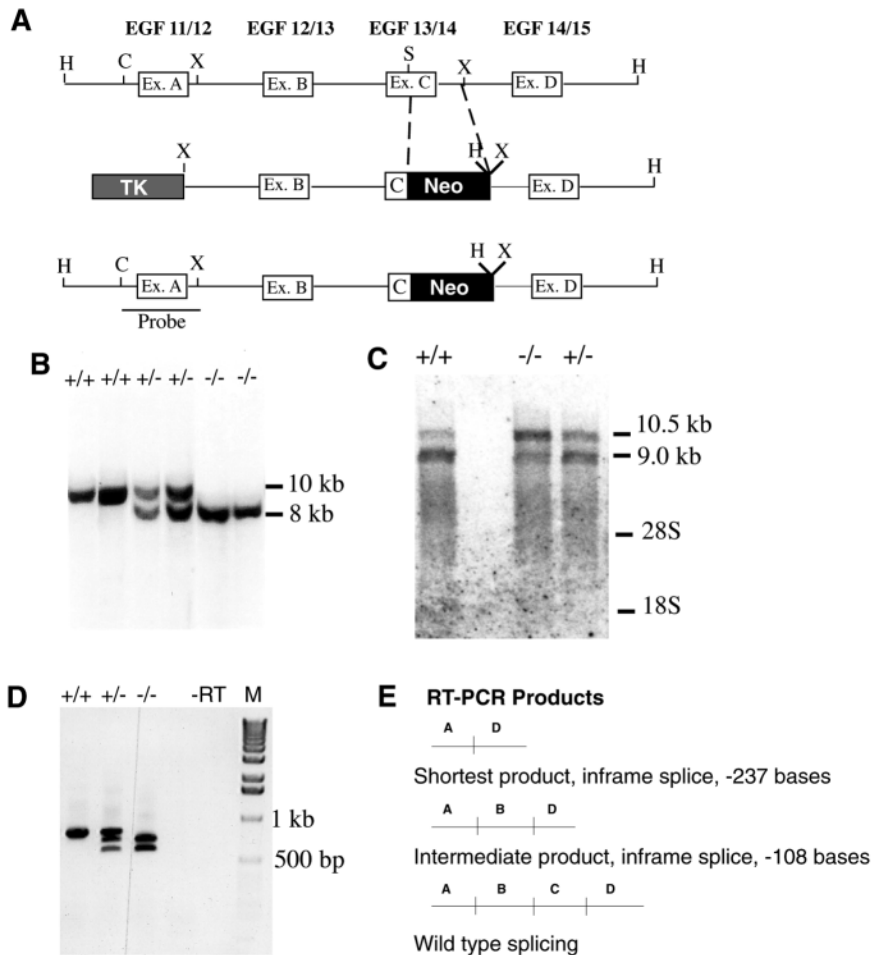 A
EGF 11/12 EGF 12/13 EGF 13/14 EGF 14/15
H C X S X H
Ex. A Ex. B Ex. C Ex. D
X H X H
TK Ex. B C Neo Ex. D
H C X H X H
Ex. A Ex. B C Neo Ex. D
Probe
B
+/+ +/+ +/- +/- -/- -/-
10 kb
8 kb
C
+/+ -/- +/-
10.5 kb
9.0 kb
28S
18S
D
+/+ +/- -/- -RT M
1 kb
500 bp
E RT-PCR Products
A D
Shortest product, inframe splice, -237 bases
A B D
Intermediate product, inframe splice, -108 bases
A B C D
Wild type splicing